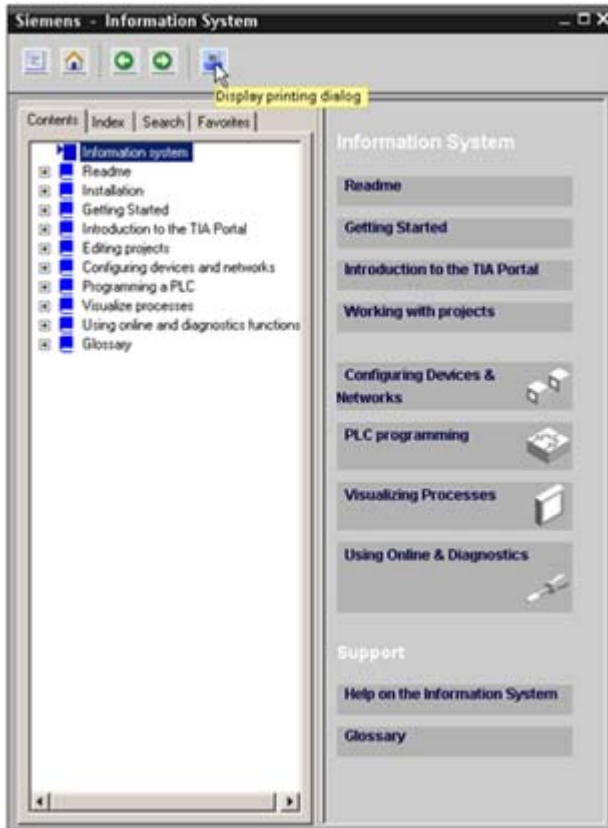 Siemens - Information System
Display printing dialog
Contents Index Search Favorites
Information system
Readme
Installation
Getting Started
Introduction to the TIA Portal
Editing projects
Configuring devices and networks
Programming a PLC
Visualize processes
Using online and diagnostics functions
Glossary
Information System
Readme
Getting Started
Introduction to the TIA Portal
Working with projects
Configuring Devices &
Networks
PLC programming
Visualizing Processes
Using Online & Diagnostics
Support
Help on the Information System
Glossary